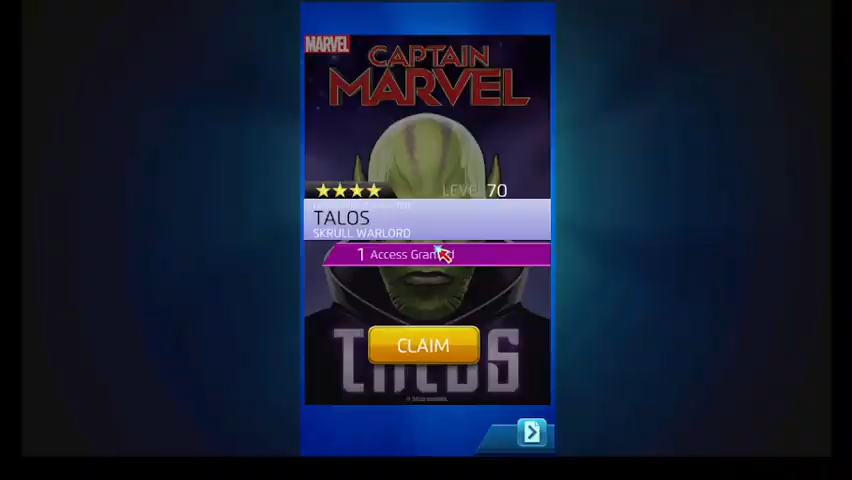 MARVEL
CAPTAIN
MARVEL
LEVEL 70
TALOS
SKRULL WARLORD
1 Access Granted
CLAIM
TALOS